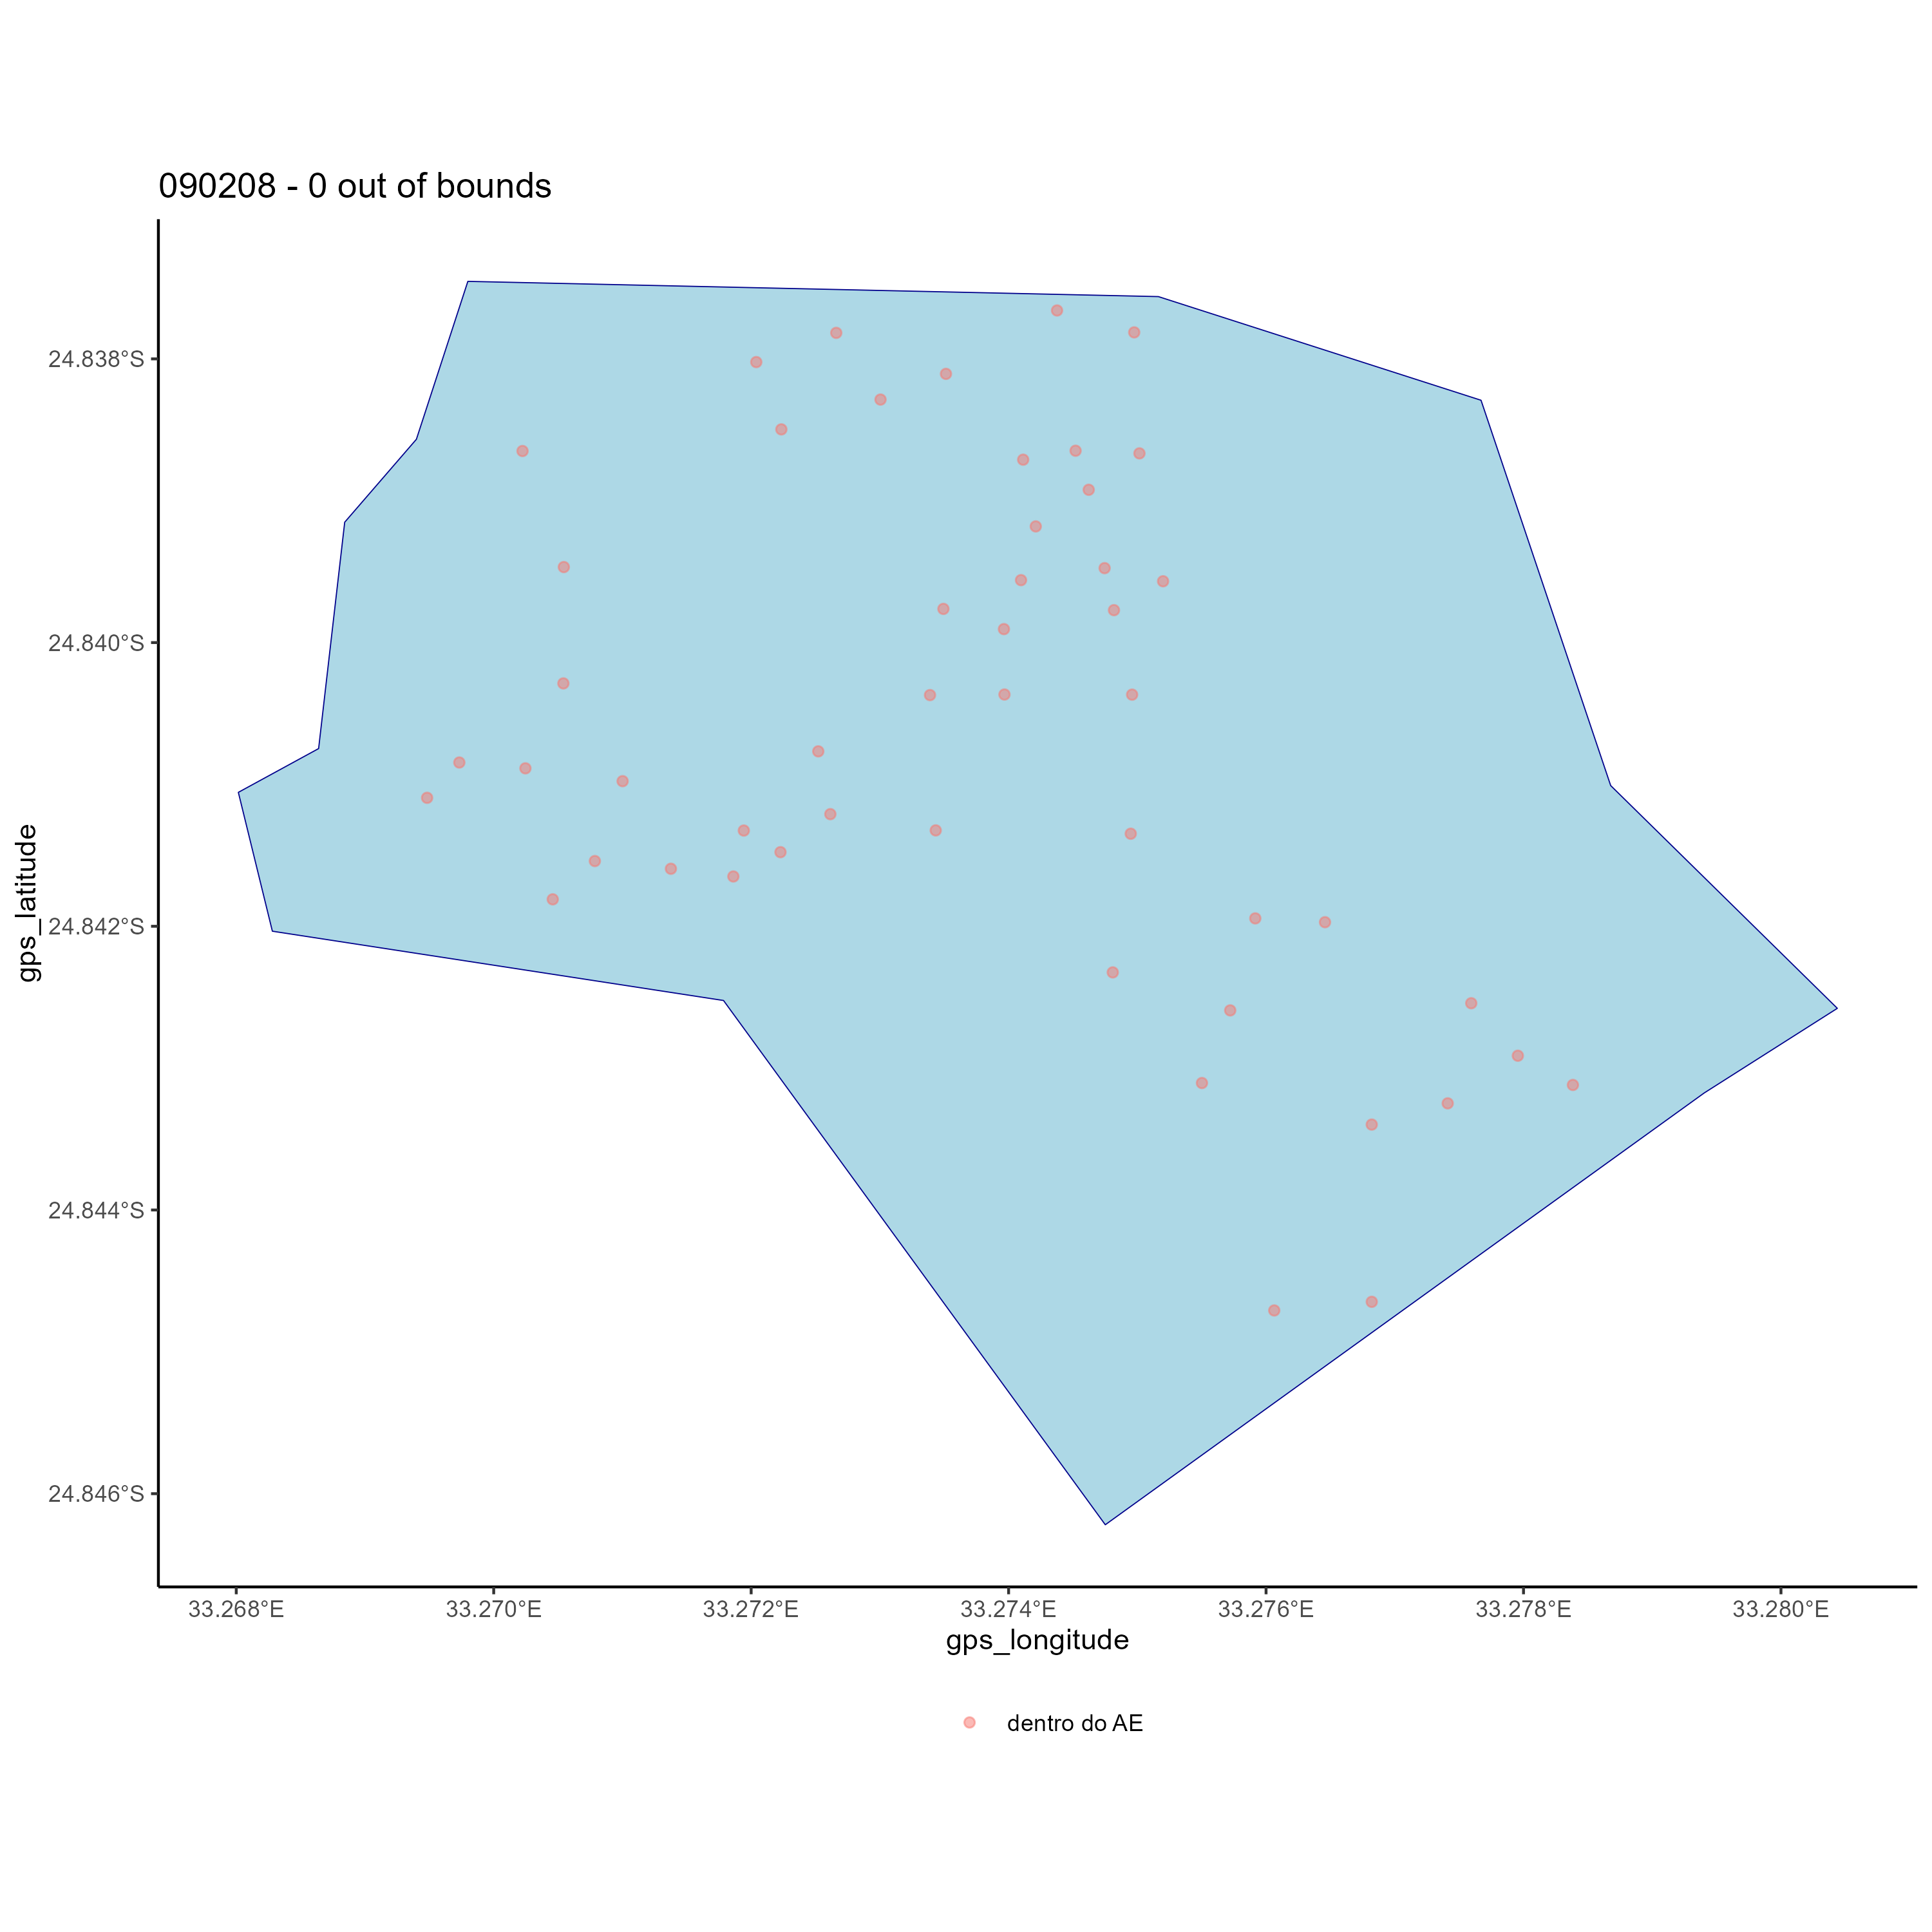 090208 - 0 out of bounds
24.838°S
24.840°S
24.842°S
24.844°S
24.846°S
gps_latitude
33.268°E 33.270°E 33.272°E 33.274°E 33.276°E 33.278°E 33.280°E
gps_longitude
dentro do AE